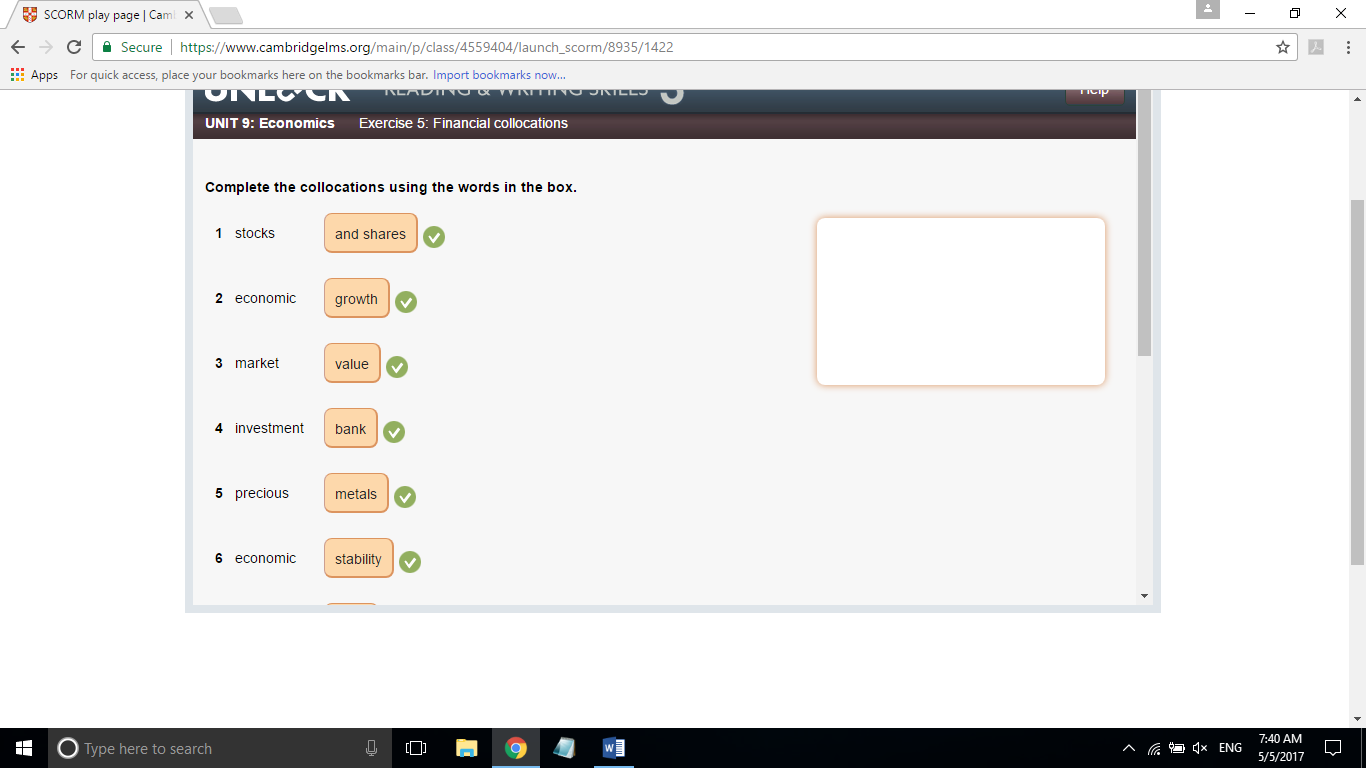 SCORM play page | Cam
Secure https://www.cambridgelms.org/main/p/class/4559404/launch_scorm/8935/1422
Apps For quick access, place your bookmarks here on the bookmarks bar. Import bookmarks now...
UNLOCK READING & WRITING SKILLS 3 Help
UNIT 9: Economics Exercise 5: Financial collocations
Complete the collocations using the words in the box.
1 stocks and shares
2 economic growth
3 market value
4 investment bank
5 precious metals
6 economic stability
Type here to search
ENG
7:40 AM
5/5/2017